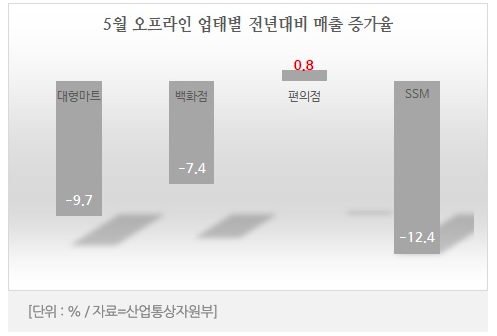 5월 오프라인 업태별 전년대비 매출 증가율
0.8
대형마트 백화점 편의점 SSM
-7.4
-9.7
-12.4
[단위 : % / 자료=산업통상자원부]